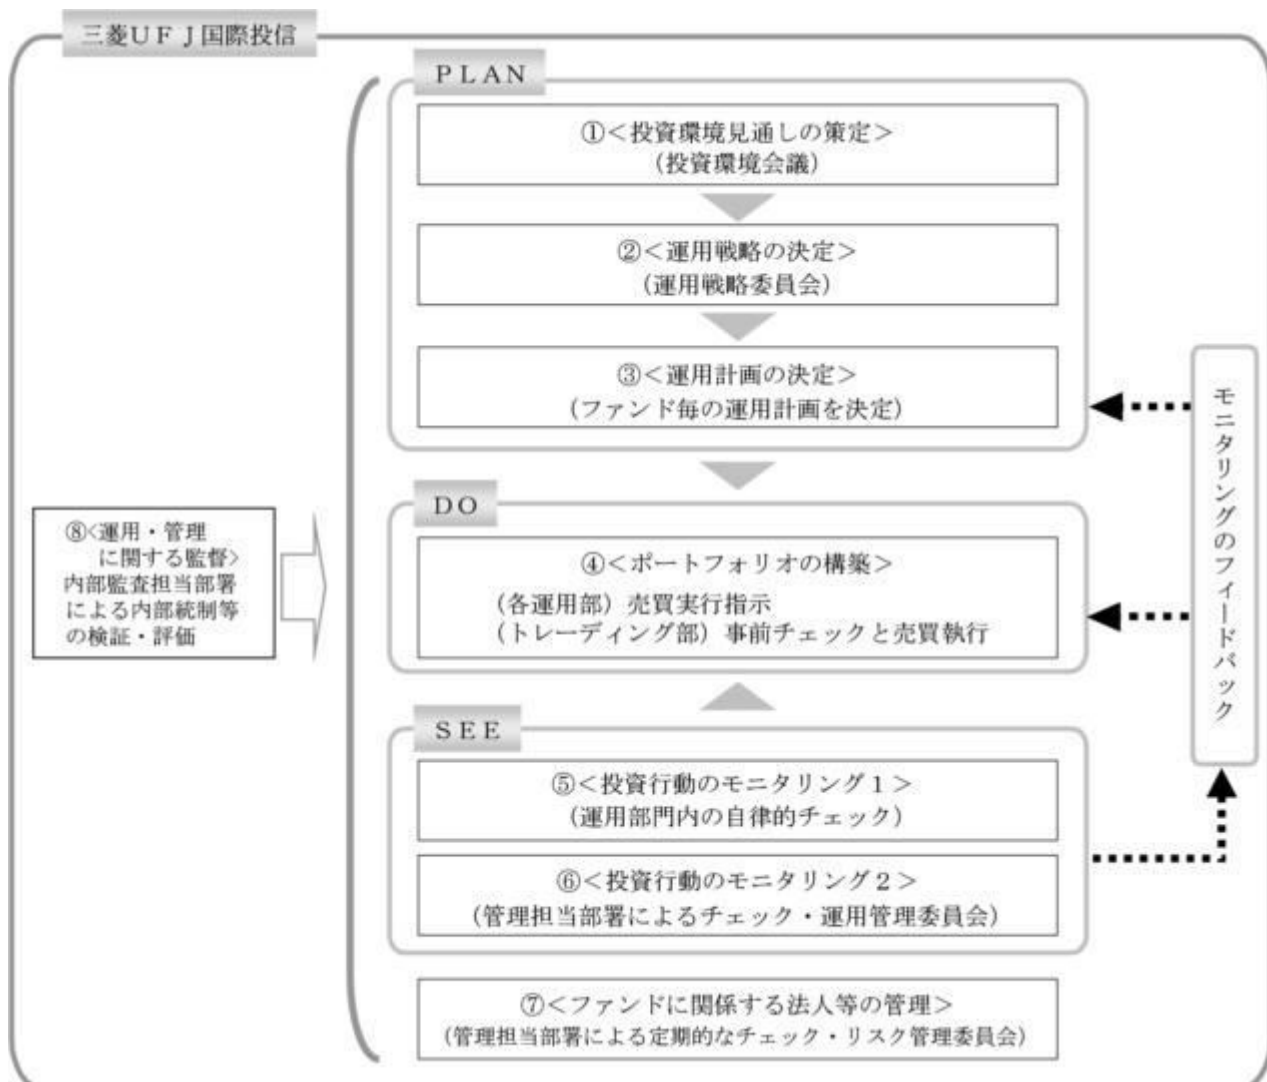 三菱UFJ国際投信
PLAN
①<投資環境見通しの策定>
(投資環境会議)
②<運用戦略の決定>
(運用戦略委員会)
③<運用計画の決定>
(ファンド毎の運用計画を決定)
DO
④<ポートフォリオの構築>
(各運用部)売買実行指示
(トレーディング部)事前チェックと売買執行
SEE
⑤<投資行動のモニタリング1>
(運用部門内の自律的チェック)
⑥<投資行動のモニタリング2>
(管理担当部署によるチェック・運用管理委員会)
⑦<ファンドに関係する法人等の管理>
(管理担当部署による定期的なチェック・リスク管理委員会)
⑧<運用・管理
に関する監督>
内部監査担当部署
による内部統制等
の検証・評価
モニタリングのフィードバック